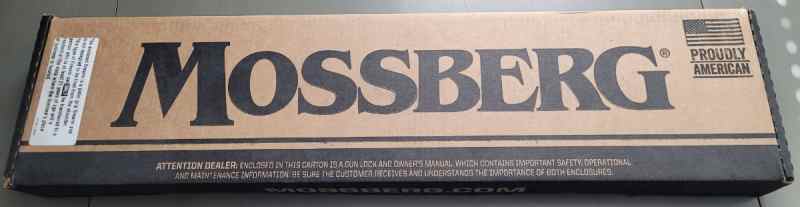 MOSSBERG®
PROUDLY
AMERICAN
ATTENTION DEALER: ENCLOSED IN THIS CARTON IS A GUN LOCK AND OWNER'S MANUAL, WHICH CONTAINS IMPORTANT SAFETY, OPERATIONAL
AND MAINTENANCE INFORMATION. BE SURE THE CUSTOMER RECEIVES AND UNDERSTANDS THE IMPORTANCE OF BOTH ENCLOSURES.
MOSSBERG.COM